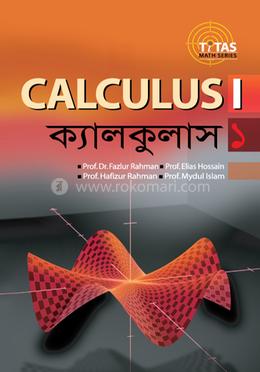 TITAS
MATH SERIES
CALCULUS I
ক্যালকুলাস ১
Prof.Dr.Fazlur Rahman Prof.Elias Hossain
Prof.Hafizur Rahman Prof.Mydul Islam
www.rokomari.com